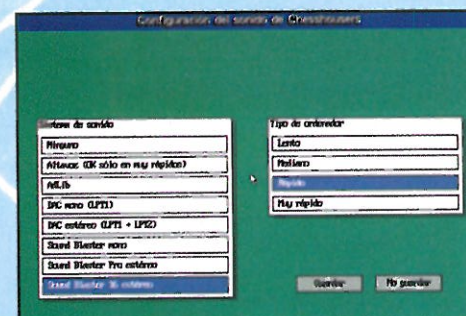 Configuración del sonido de Chesshousers
Sistema de sonido
Ninguno
Altavoz (OK sólo en muy rápidos)
AdLib
DAC mono (LPT1)
DAC estéreo (LPT1 + LPT2)
Sound Blaster mono
Sound Blaster Pro estéreo
Sound Blaster 16 estéreo
Tipo de ordenador
Lento
Mediano
Rápido
Muy rápido
Guardar
No guardar